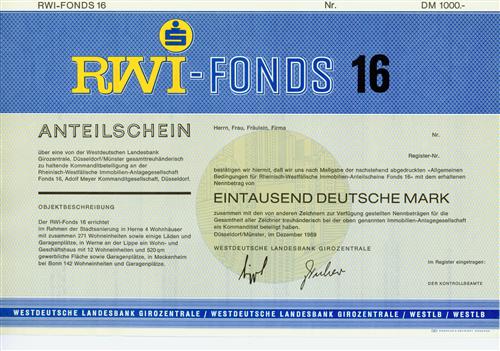 RWI-FONDS 16 Nr. DM 1000.-
S
RWI-FONDS 16
ANTEILSCHEIN
über eine von der Westdeutschen Landesbank
Girozentrale, Düsseldorf/Münster gesamttreuhänderisch
zu haltende Kommanditbeteiligung an der
Rheinisch-Westfälische Immobilien-Anlagegesellschaft
Fonds 16, Adolf Meyer Kommanditgesellschaft, Düsseldorf.
OBJEKTBESCHREIBUNG
Der RWI-Fonds 16 errichtet
im Rahmen der Stadtsanierung in Herne 4 Wohnhäuser
mit zusammen 271 Wohneinheiten sowie einige Läden und
Garagenplätze, in Werne an der Lippe ein Wohn- und
Geschäftshaus mit 12 Wohneinheiten und 520 qm
gewerbliche Fläche sowie Garagenplätze, in Meckenheim
bei Bonn 142 Wohneinheiten und Garagenplätze.
Herrn, Frau, Fräulein, Firma
Nr.
Register-Nr.
bestätigen wir hiermit, daß wir uns nach Maßgabe der nachstehend abgedruckten «Allgemeinen
Bedingungen für Rheinisch-Westfälische Immobilien-Anteilscheine Fonds 16» mit dem erhaltenen
Nennbetrag von
EINTAUSEND DEUTSCHE MARK
zusammen mit den von anderen Zeichnern zur Verfügung gestellten Nennbeträgen für die
Gesamtheit aller Zeichner treuhänderisch bei der oben genannten Immobilien-Anlagegesellschaft
als Kommanditist beteiligt haben.
Düsseldorf/Münster, im Dezember 1969
WESTDEUTSCHE LANDESBANK GIROZENTRALE
Im Register eingetragen:
DER KONTROLLBEAMTE
WESTDEUTSCHE LANDESBANK GIROZENTRALE / WESTLB / WESTDEUTSCHE LANDESBANK GIROZENTRALE / WESTLB / WESTLB